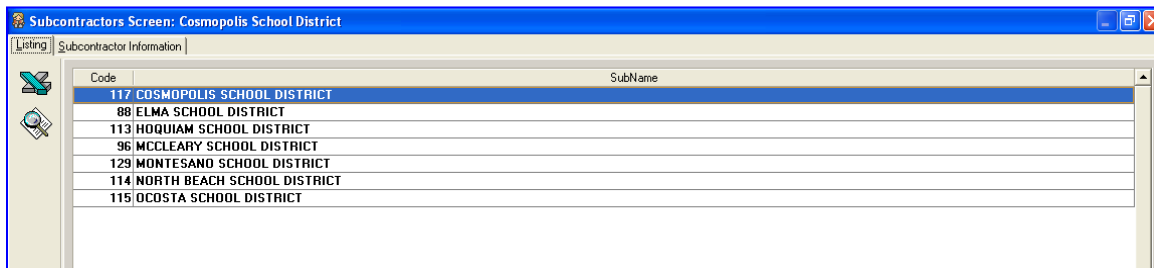 Subcontractors Screen: Cosmopolis School District
Listing Subcontractor Information
Code SubName
117 COSMOPOLIS SCHOOL DISTRICT
88 ELMA SCHOOL DISTRICT
113 HOQUIAM SCHOOL DISTRICT
96 MCCLEARY SCHOOL DISTRICT
129 MONTESANO SCHOOL DISTRICT
114 NORTH BEACH SCHOOL DISTRICT
115 OCOSTA SCHOOL DISTRICT